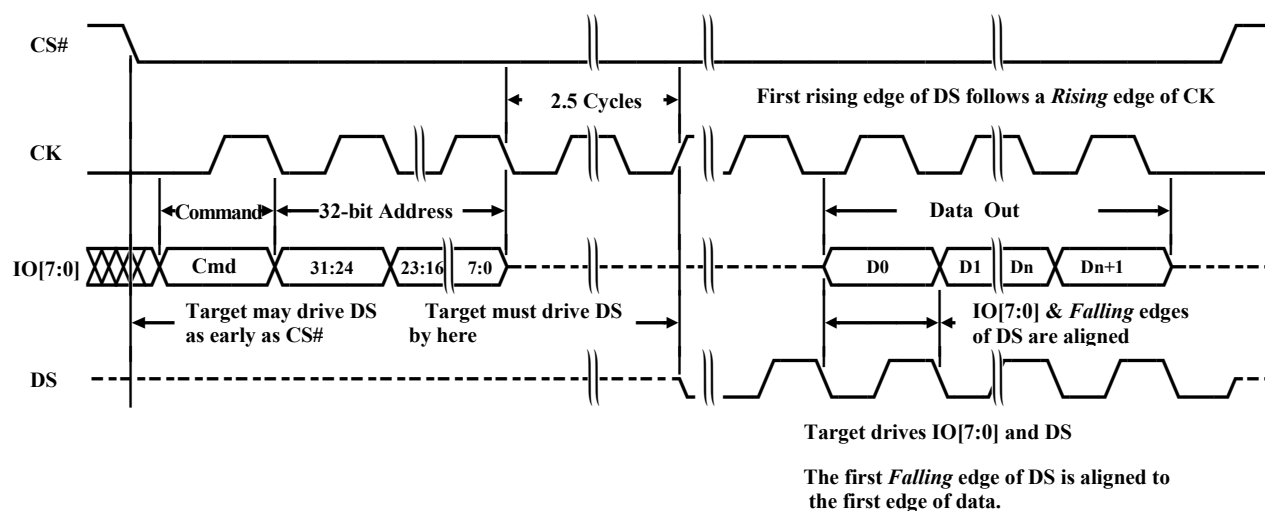 CS#
2.5 Cycles
First rising edge of DS follows a Rising edge of CK
CK
Command
32-bit Address
Data Out
IO[7:0]
Cmd
31:24
23:16
7:0
D0
D1
Dn
Dn+1
Target may drive DS
as early as CS#
Target must drive DS
by here
IO[7:0] & Falling edges
of DS are aligned
DS
Target drives IO[7:0] and DS
The first Falling edge of DS is aligned to
the first edge of data.